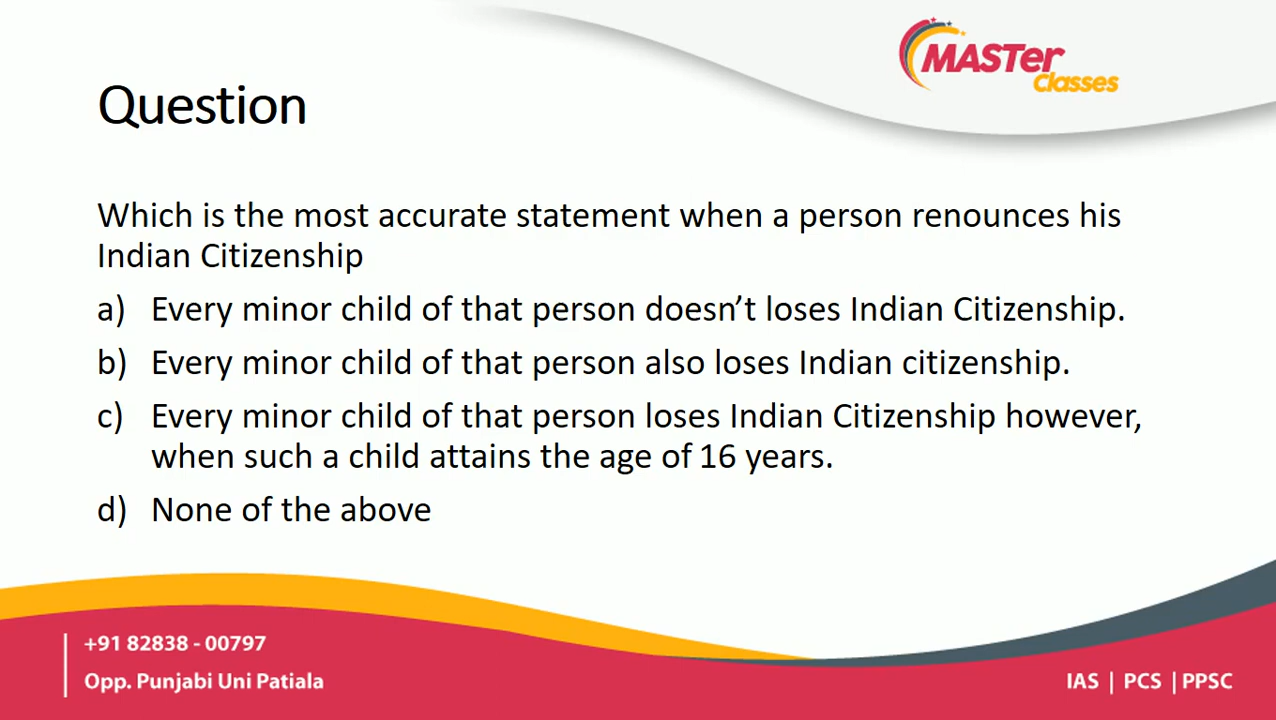 MASTer
Classes
Question
Which is the most accurate statement when a person renounces his
Indian Citizenship
a) Every minor child of that person doesn’t loses Indian Citizenship.
b) Every minor child of that person also loses Indian citizenship.
c) Every minor child of that person loses Indian Citizenship however,
when such a child attains the age of 16 years.
d) None of the above
+91 82838 - 00797
Opp. Punjabi Uni Patiala
IAS | PCS | PPSC